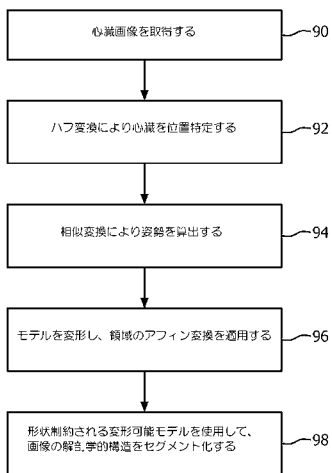 心臓画像を取得する
90
ハフ変換により心臓を位置特定する
92
相似変換により姿勢を算出する
94
モデルを変形し、領域のアフィン変換を適用する
96
形状制約される変形可能モデルを使用して、
画像の解剖学的構造をセグメント化する
98